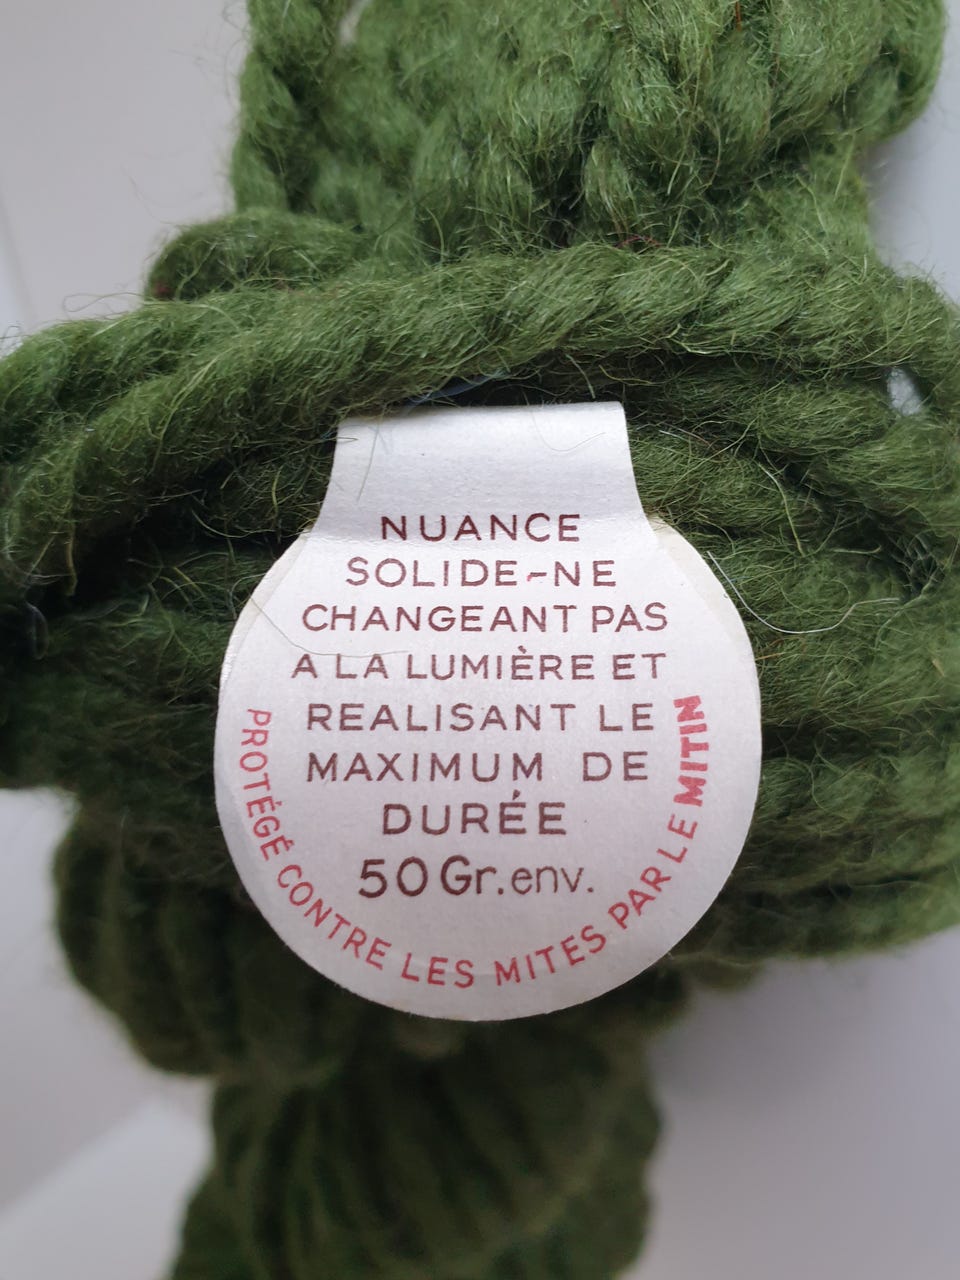 NUANCE
SOLIDE-NE
CHANGEANT PAS
A LA LUMIÈRE ET
REALISANT LE
MAXIMUM DE
DURÉE
50 Gr. env.
PROTÉGÉ CONTRE LES MITES PAR LE MITIN